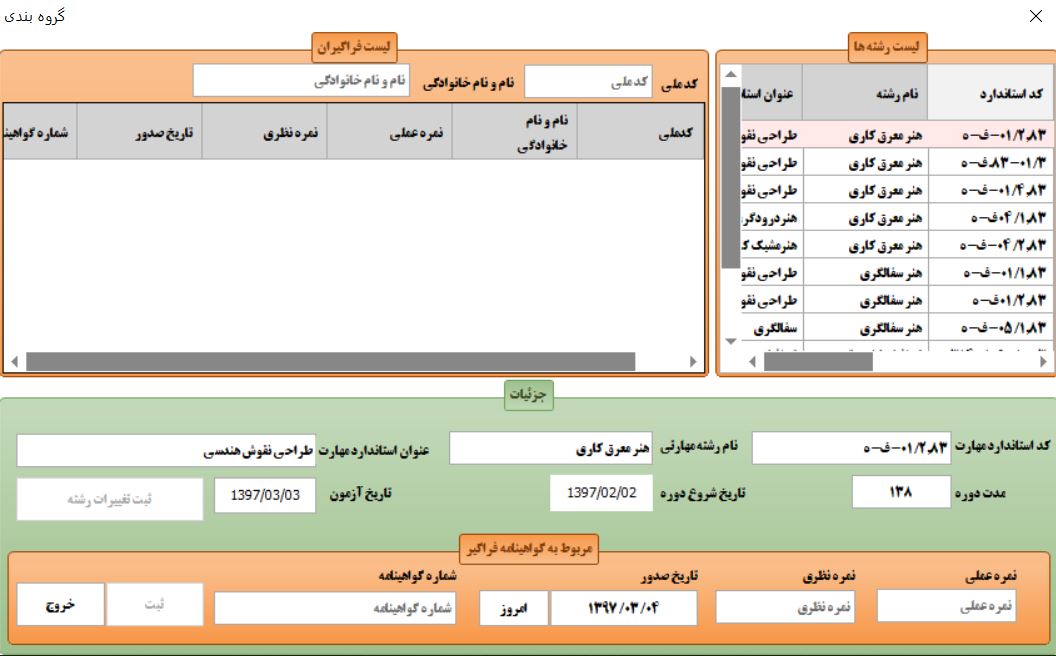 گروه بندی
لیست رشته ها
کد استاندارد نام رشته عنوان استا
۰۱/۲،۸۳-ف-ه هنر معرق کاری طراحی نقو
۰۱/۳-۸۳،ف-ه هنر معرق کاری طراحی نقو
۰۱/۴،۸۳-ف-ه هنر معرق کاری طراحی نقو
۰۴/۱،۸۳ف-ه هنر معرق کاری هنر درودگر
۰۴/۲،۸۳-ف-ه هنر معرق کاری هنر مشبک ک
۰۱/۱،۸۳-ف-ه هنر سفالگری طراحی نقو
۰۱/۲،۸۳ف-ه هنر سفالگری طراحی نقو
۰۵/۱،۸۳-ف-ه هنر سفالگری سفالگری
لیست فراگیران
کدملی کدملی نام و نام خانوادگی نام و نام خانوادگی
کدملی نام و نام خانوادگی نمره عملی نمره نظری تاریخ صدور شماره گواهینا
جزئیات
کد استاندارد مهارت ۰۱/۲،۸۳-ف-ه نام رشته مهارتی هنر معرق کاری عنوان استاندارد مهارت طراحی نقوش هندسی
مدت دوره ۱۳۸ تاریخ شروع دوره 1397/02/02 تاریخ آزمون 1397/03/03 ثبت تغییرات رشته
مربوط به گواهینامه فراگیر
نمره عملی نمره نظری تاریخ صدور شماره گواهینامه
نمره عملی نمره نظری ۱۳۹۷/۰۳/۰۴ امروز شماره گواهینامه ثبت خروج